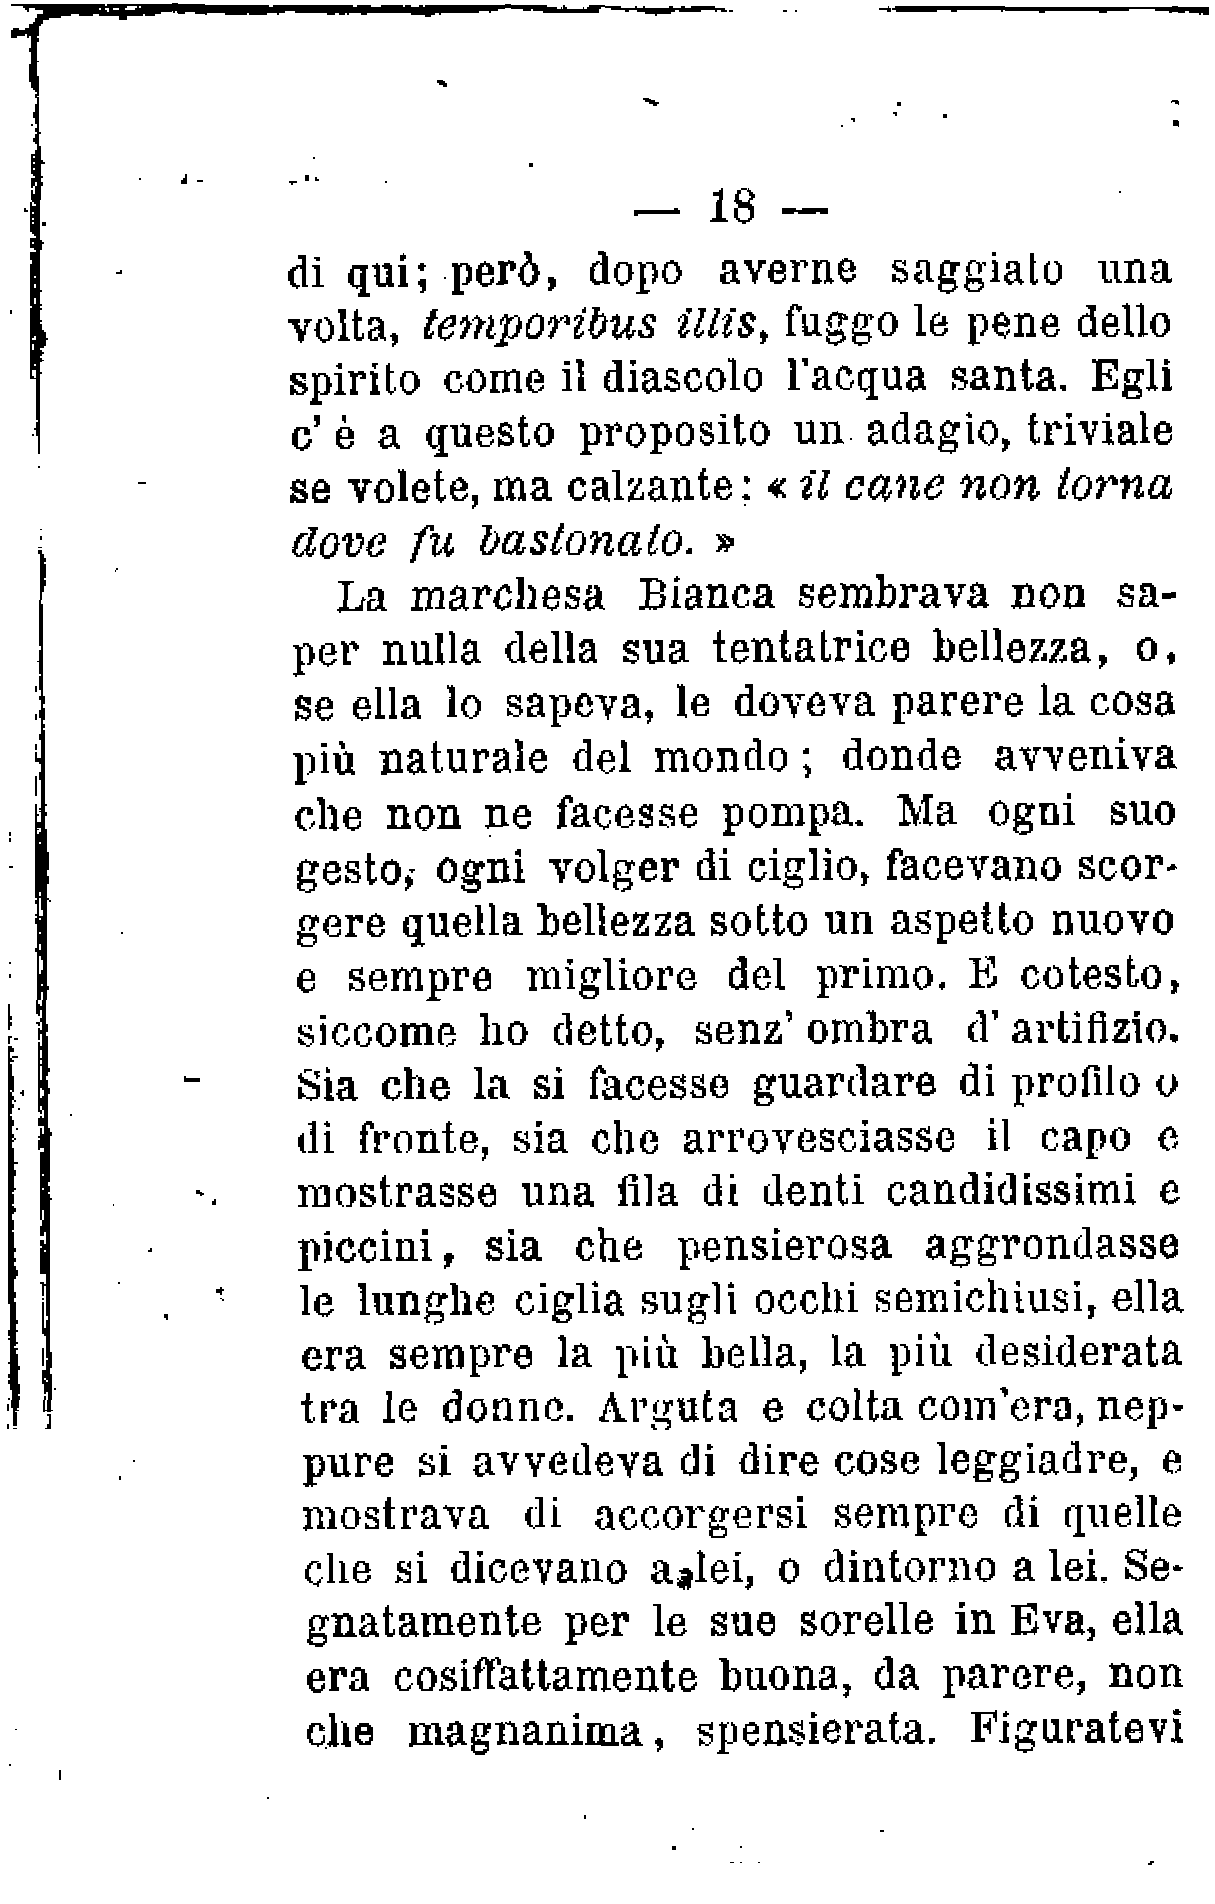 — 18 —
di qui; però, dopo averne saggiato una
volta, temporibus illis, fuggo le pene dello
spirito come il diascolo l'acqua santa. Egli
c' è a questo proposito un adagio, triviale
se volete, ma calzante: « il cane non torna
dove fu bastonato. »
La marchesa Bianca sembrava non sa-
per nulla della sua tentatrice bellezza, o,
se ella lo sapeva, le doveva parere la cosa
più naturale del mondo; donde avveniva
che non ne facesse pompa. Ma ogni suo
gesto, ogni volger di ciglio, facevano scor-
gere quella bellezza sotto un aspetto nuovo
e sempre migliore del primo. E cotesto,
siccome ho detto, senz' ombra d' artifizio.
Sia che la si facesse guardare di profilo o
di fronte, sia che arrovesciasse il capo e
mostrasse una fila di denti candidissimi e
piccini, sia che pensierosa aggrondasse
le lunghe ciglia sugli occhi semichiusi, ella
era sempre la più bella, la più desiderata
tra le donne. Arguta e colta com'era, nep-
pure si avvedeva di dire cose leggiadre, e
mostrava di accorgersi sempre di quelle
che si dicevano a lei, o dintorno a lei. Se-
gnatamente per le sue sorelle in Eva, ella
era cosiffattamente buona, da parere, non
che magnanima, spensierata. Figuratevi